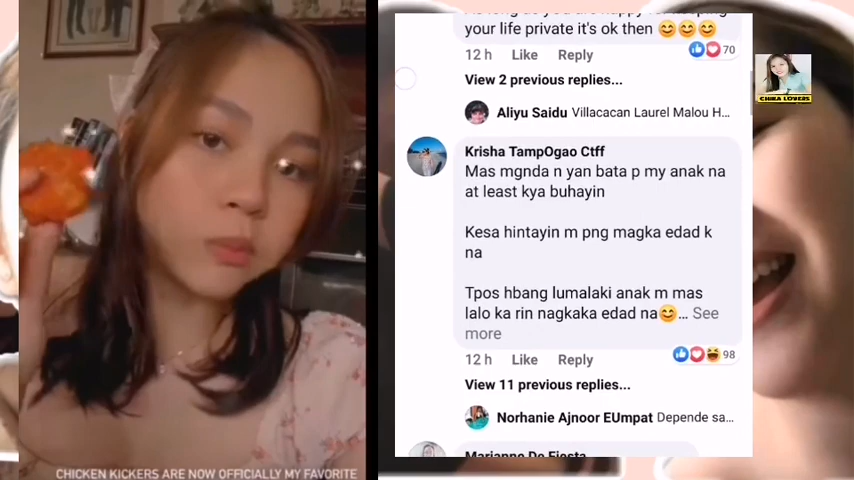 your life private it's ok then 😊😊😊
12 h Like Reply 70
View 2 previous replies...
Aliyu Saidu Villacacan Laurel Malou H...
Krisha TampOgao Ctff
Mas mgnda n yan bata p my anak na
at least kya buhayin
Kesa hintayin m png magka edad k
na
Tpos hbang lumalaki anak m mas
lalo ka rin nagkaka edad na😊... See
more
12 h Like Reply 98
View 11 previous replies...
Norhanie Ajnoor EUmpat Depende sa...
Marianne De Fiesta
CHIKA LOVERS
CHICKEN KICKERS ARE NOW OFFICIALLY MY FAVORITE